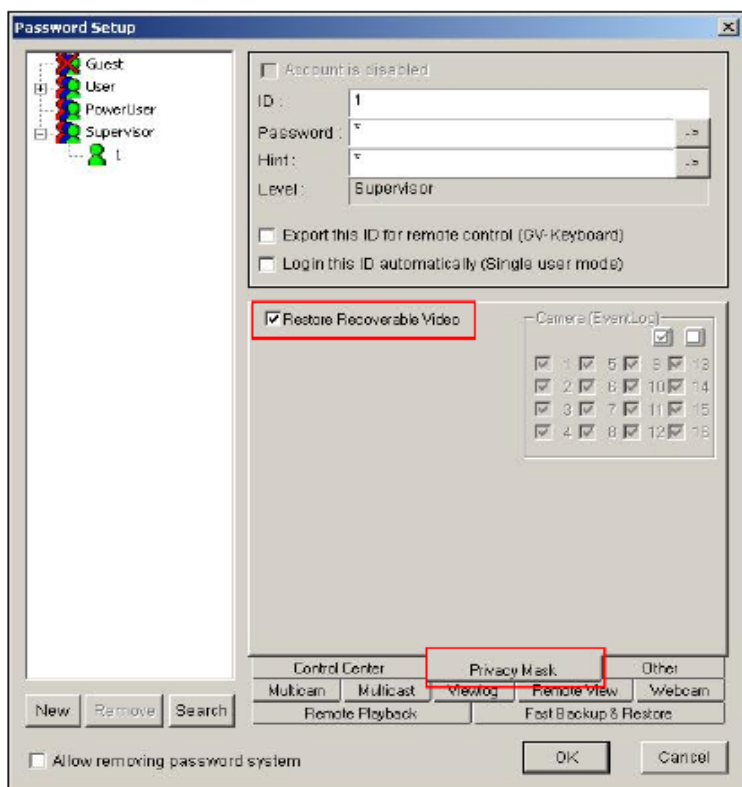 Password Setup
Guest
User
PowerUser
Supervisor
1
Account is disabled
ID : 1
Password : * ->
Hint : * ->
Level : Supervisor
Export this ID for remote control (GV-Keyboard)
Login this ID automatically (Single user mode)
Restore Recoverable Video
Camera (EventLog)
1 5 9 13
2 6 10 14
3 7 11 15
4 8 12 16
Control Center Privacy Mask Other
Multicam Multicast Viewlog Remote View Webcam
Remote Playback Fast Backup & Restore
New Remove Search
Allow removing password system
OK Cancel